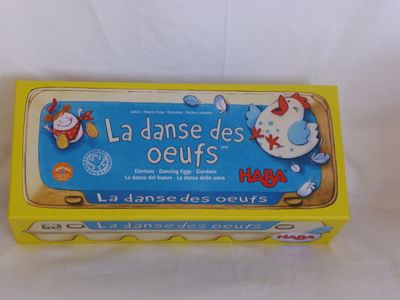 La danse des
oeufs
Eiertanz · Dancing Eggs · Eierdans
La danza del huevo · La danza delle uova
HABA
La danse des oeufs
HABA